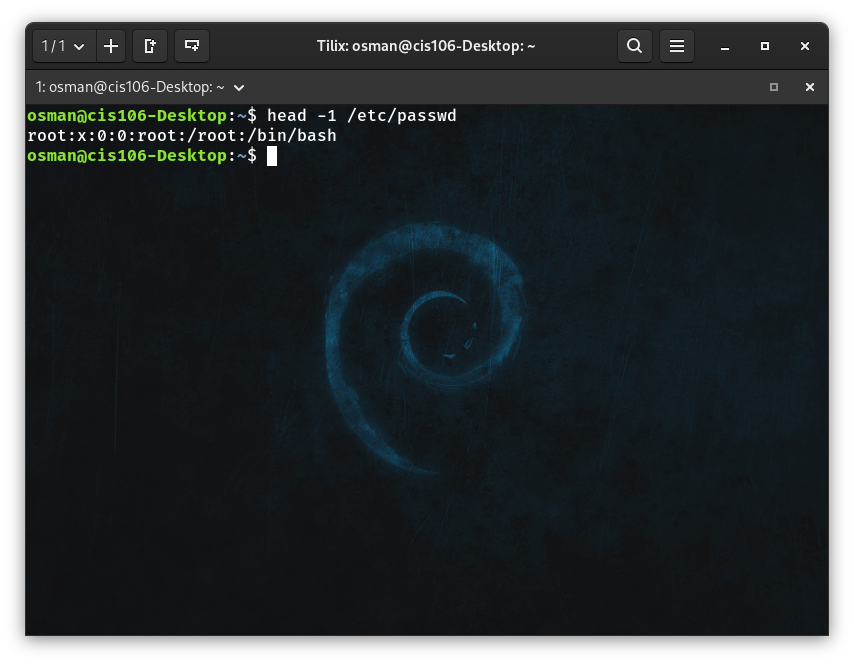 1 / 1
Tilix: osman@cis106-Desktop: ~
1: osman@cis106-Desktop: ~
osman@cis106-Desktop:~$ head -1 /etc/passwd
root:x:0:0:root:/root:/bin/bash
osman@cis106-Desktop:~$